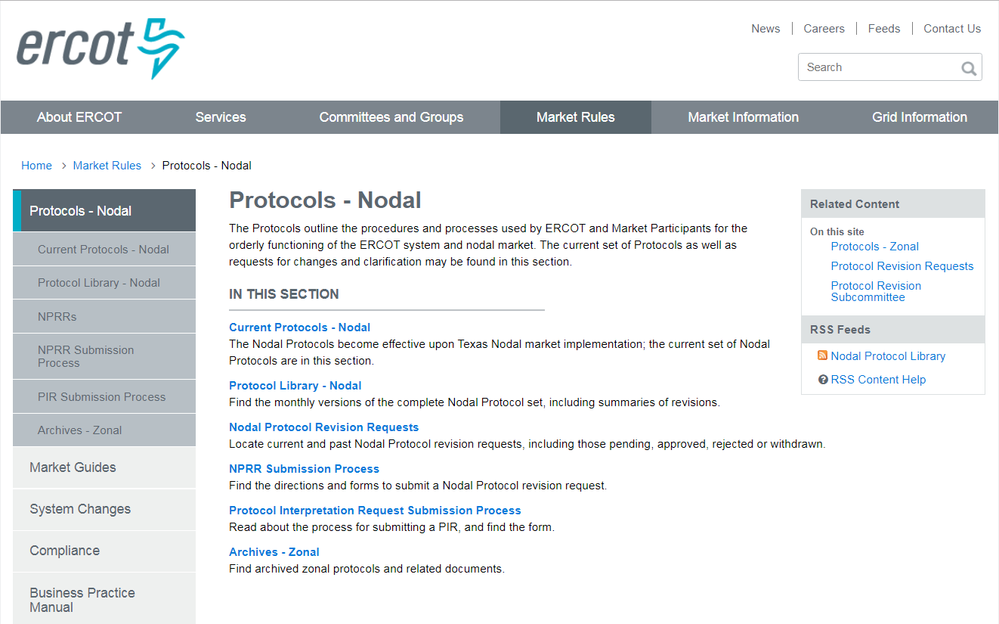 ercot
News
Careers
Feeds
Contact Us
Search
About ERCOT
Services
Committees and Groups
Market Rules
Market Information
Grid Information
Home > Market Rules > Protocols - Nodal
Protocols - Nodal
Current Protocols - Nodal
Protocol Library - Nodal
NPRRs
NPRR Submission
Process
PIR Submission Process
Archives - Zonal
Market Guides
System Changes
Compliance
Business Practice
Manual
Protocols - Nodal
The Protocols outline the procedures and processes used by ERCOT and Market Participants for the
orderly functioning of the ERCOT system and nodal market. The current set of Protocols as well as
requests for changes and clarification may be found in this section.
IN THIS SECTION
Current Protocols - Nodal
The Nodal Protocols become effective upon Texas Nodal market implementation; the current set of Nodal
Protocols are in this section.
Protocol Library - Nodal
Find the monthly versions of the complete Nodal Protocol set, including summaries of revisions.
Nodal Protocol Revision Requests
Locate current and past Nodal Protocol revision requests, including those pending, approved, rejected or withdrawn.
NPRR Submission Process
Find the directions and forms to submit a Nodal Protocol revision request.
Protocol Interpretation Request Submission Process
Read about the process for submitting a PIR, and find the form.
Archives - Zonal
Find archived zonal protocols and related documents.
Related Content
On this site
Protocols - Zonal
Protocol Revision Requests
Protocol Revision
Subcommittee
RSS Feeds
Nodal Protocol Library
RSS Content Help